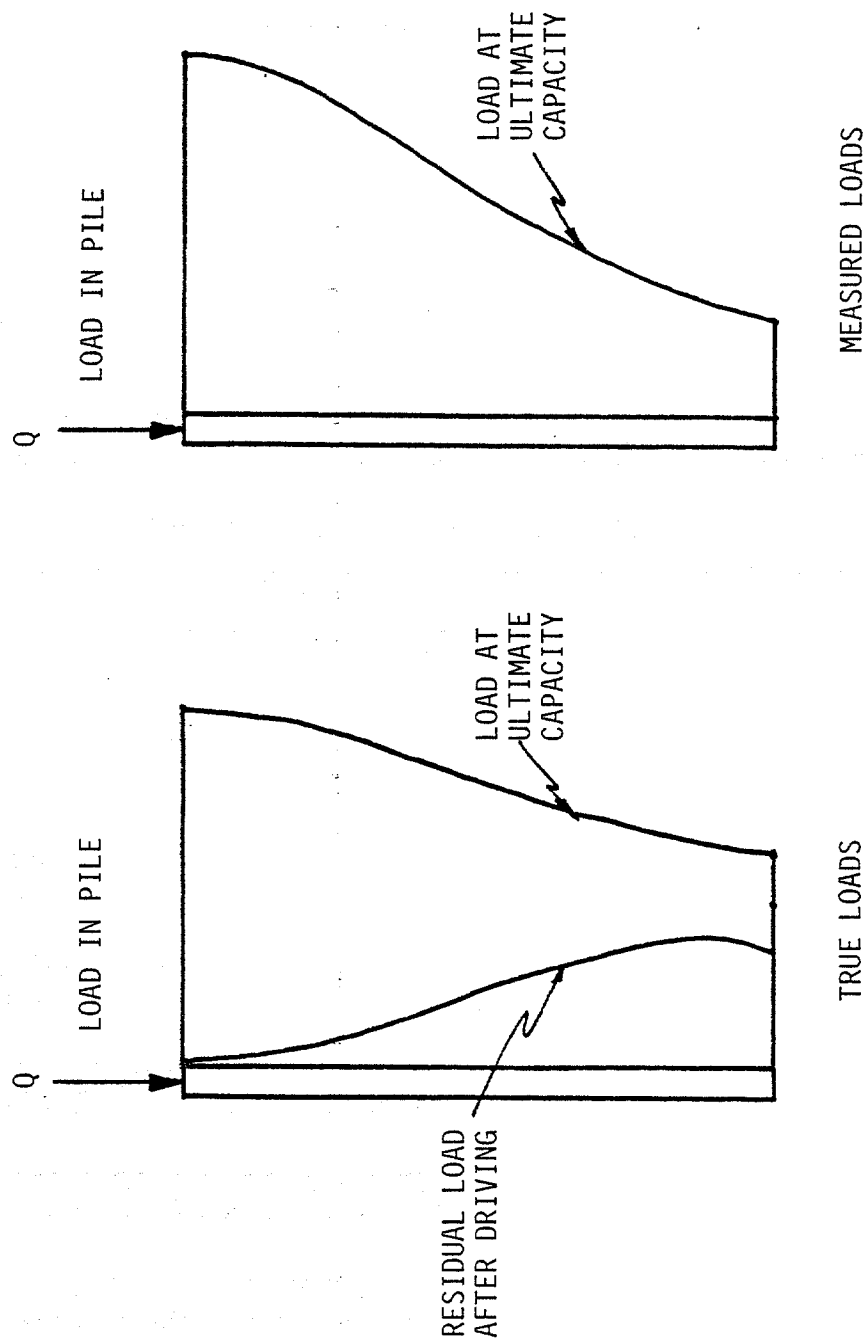 Q
LOAD IN PILE
RESIDUAL LOAD
AFTER DRIVING
LOAD AT
ULTIMATE
CAPACITY
TRUE LOADS
Q
LOAD IN PILE
LOAD AT
ULTIMATE
CAPACITY
MEASURED LOADS